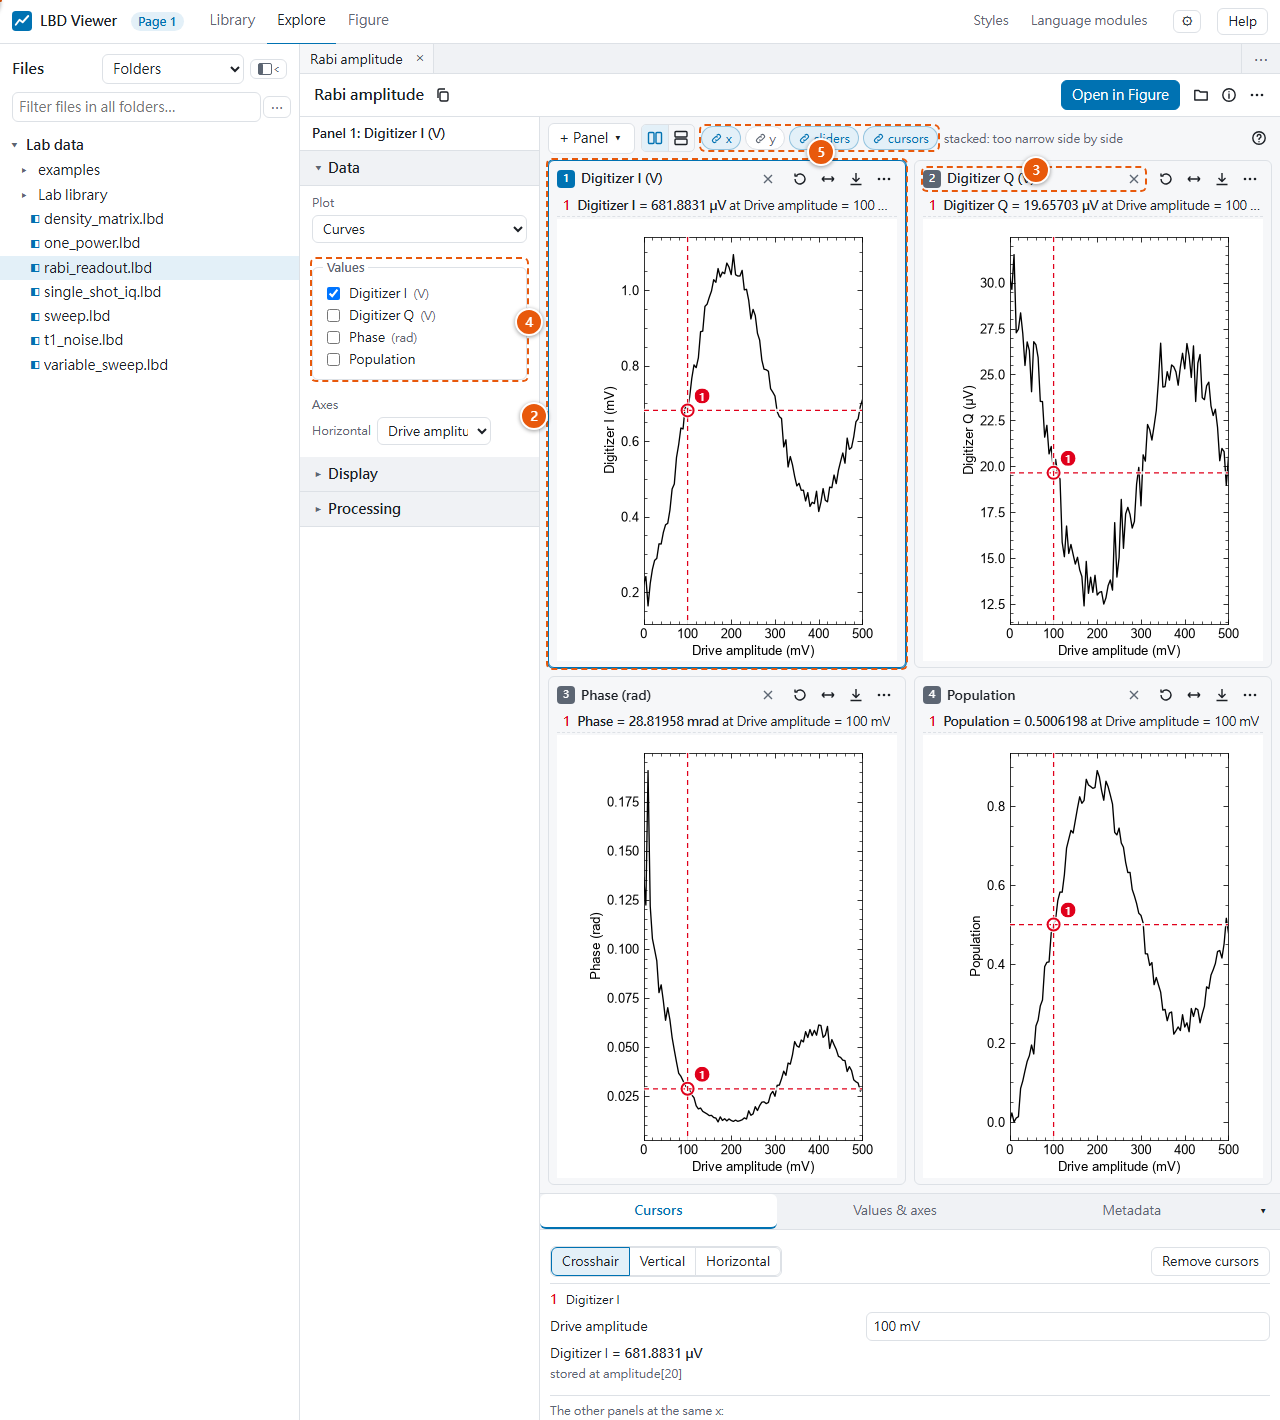 LBD Viewer Page 1 Library Explore Figure Styles Language modules Help
Files Folders
Filter files in all folders... ...
Lab data
examples
Lab library
density_matrix.lbd
one_power.lbd
rabi_readout.lbd
single_shot_iq.lbd
sweep.lbd
t1_noise.lbd
variable_sweep.lbd
Rabi amplitude × ...
Rabi amplitude Open in Figure ...
Panel 1: Digitizer I (V)
Data
Plot
Curves
Values
Digitizer I (V)
Digitizer Q (V)
Phase (rad)
Population
4
2
Axes
Horizontal Drive amplitu
Display
Processing
+ Panel x y sliders cursors stacked: too narrow side by side
5
3
1 Digitizer I (V)
1 Digitizer I = 681.8831 µV at Drive amplitude = 100 ...
1.0
0.8
0.6
0.4
0.2
Digitizer I (mV)
1
0 100 200 300 400 500
Drive amplitude (mV)
2 Digitizer Q (
1 Digitizer Q = 19.65703 µV at Drive amplitude = 100 ...
30.0
27.5
25.0
22.5
20.0
17.5
15.0
12.5
Digitizer Q (µV)
1
0 100 200 300 400 500
Drive amplitude (mV)
3 Phase (rad)
1 Phase = 28.81958 mrad at Drive amplitude = 100 mV
0.175
0.150
0.125
0.100
0.075
0.050
0.025
Phase (rad)
1
0 100 200 300 400 500
Drive amplitude (mV)
4 Population
1 Population = 0.5006198 at Drive amplitude = 100 mV
0.8
0.6
0.4
0.2
0.0
Population
1
0 100 200 300 400 500
Drive amplitude (mV)
Cursors Values & axes Metadata
Crosshair Vertical Horizontal Remove cursors
1 Digitizer I
Drive amplitude 100 mV
Digitizer I = 681.8831 µV
stored at amplitude[20]
The other panels at the same x: